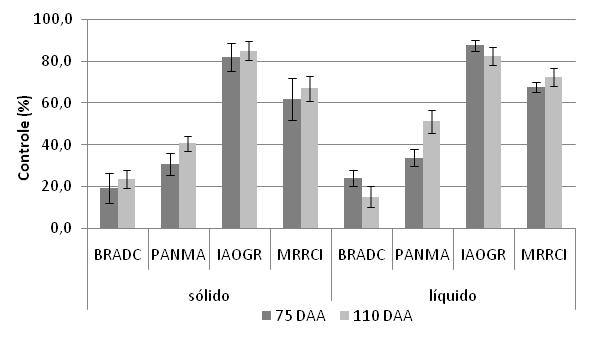 100,0
80,0
60,0
40,0
20,0
0,0
Controle (%)
BRADC PANMA IAOGR MRRCI BRADC PANMA IAOGR MRRCI
sólido líquido
75 DAA 110 DAA